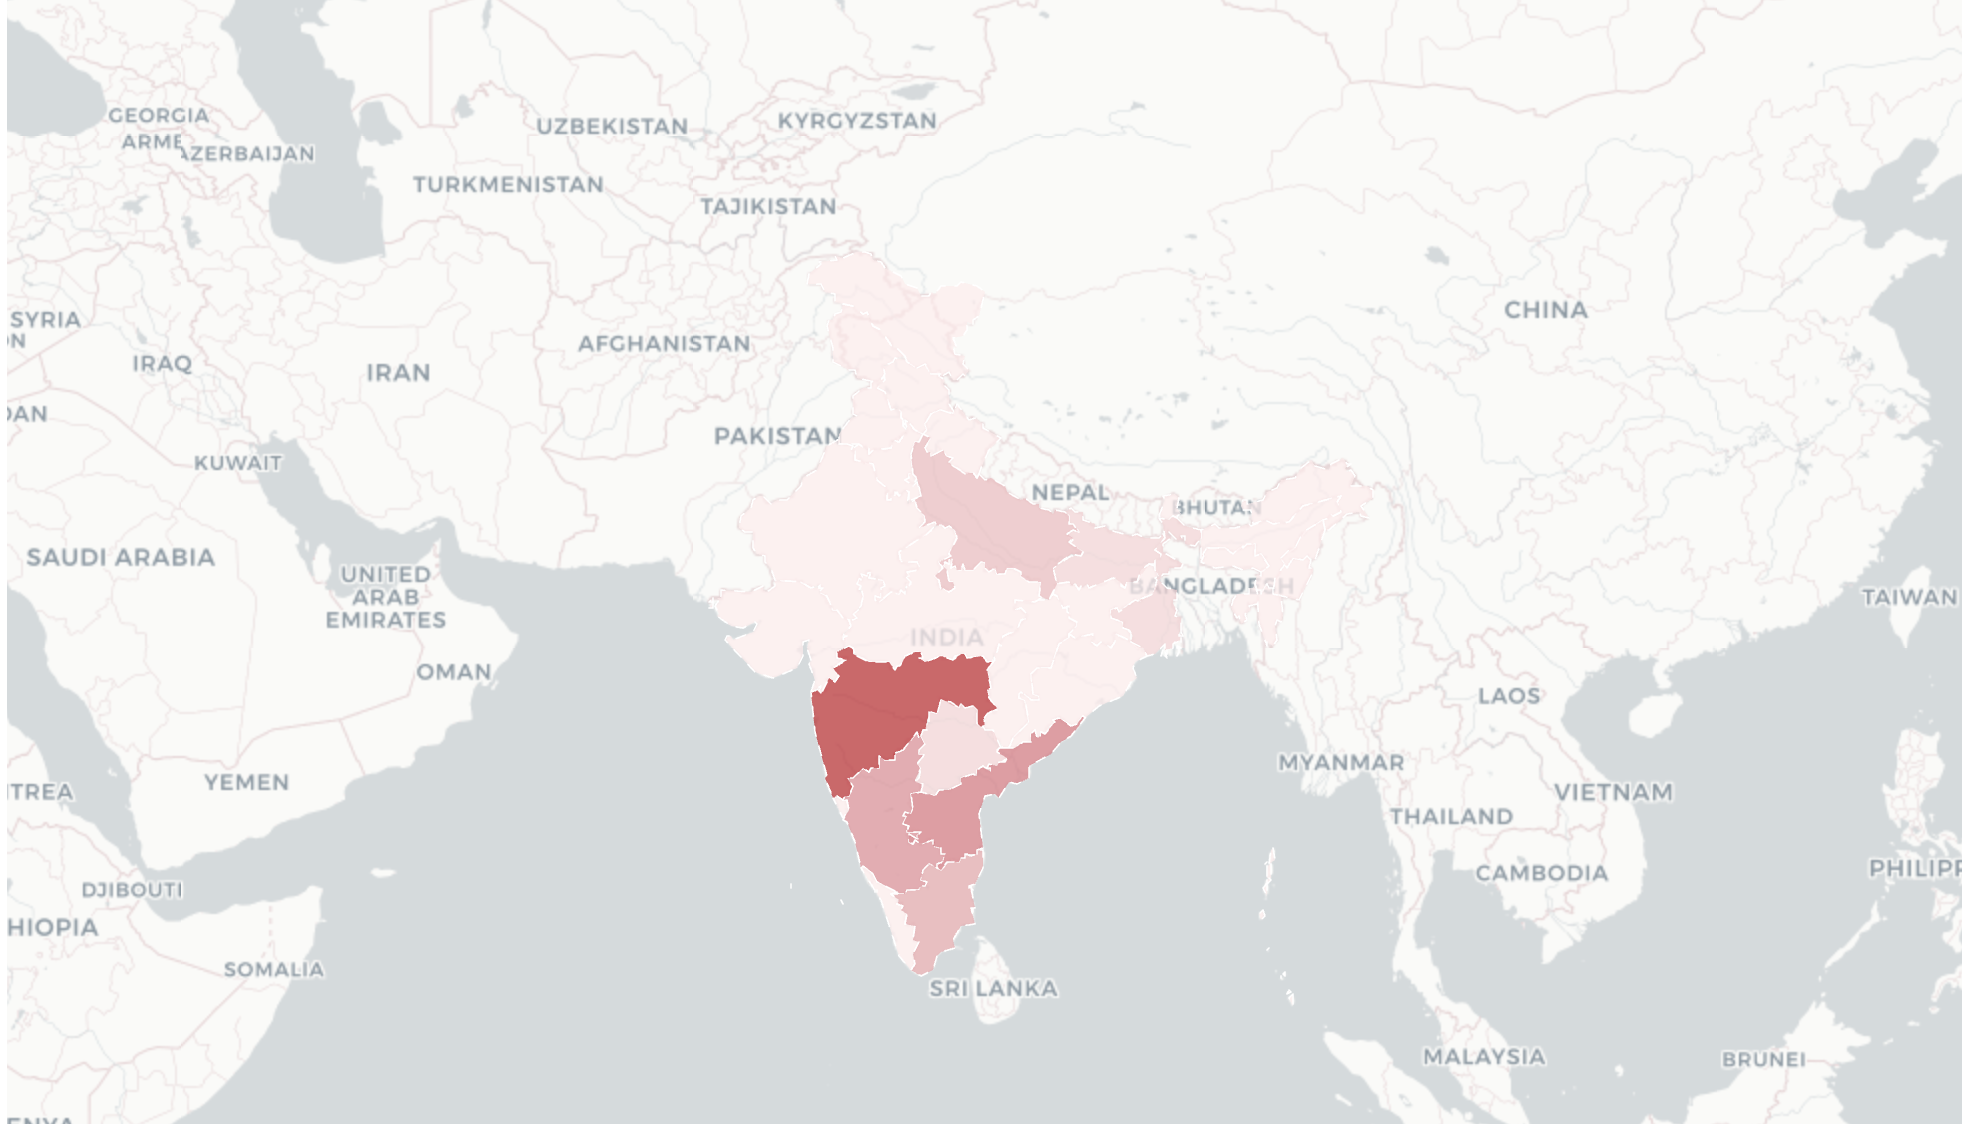 GEORGIA
ARME
AZERBAIJAN
UZBEKISTAN
KYRGYZSTAN
TURKMENISTAN
TAJIKISTAN
SYRIA
ON
IRAQ
IRAN
AFGHANISTAN
CHINA
DAN
KUWAIT
PAKISTAN
NEPAL
BHUTAN
SAUDI ARABIA
UNITED
ARAB
EMIRATES
BANGLADESH
TAIWAN
INDIA
OMAN
LAOS
MYANMAR
YEMEN
ITREA
VIETNAM
THAILAND
CAMBODIA
PHILIPP
DJIBOUTI
HIOPIA
SOMALIA
SRI LANKA
MALAYSIA
BRUNEI
ENYA